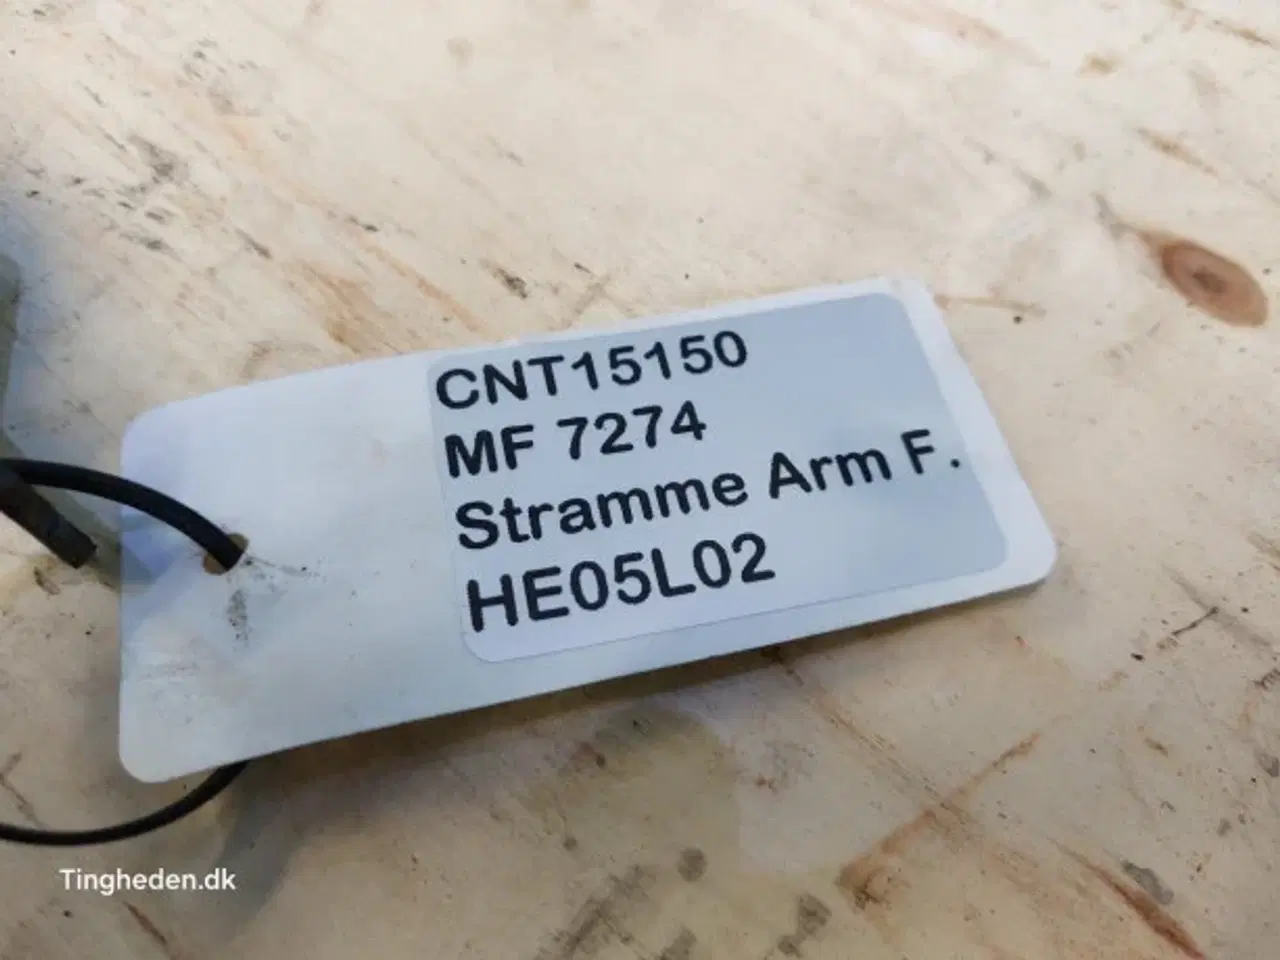 CNT15150
MF 7274
Stramme Arm F.
HE05L02
Tingheden.dk